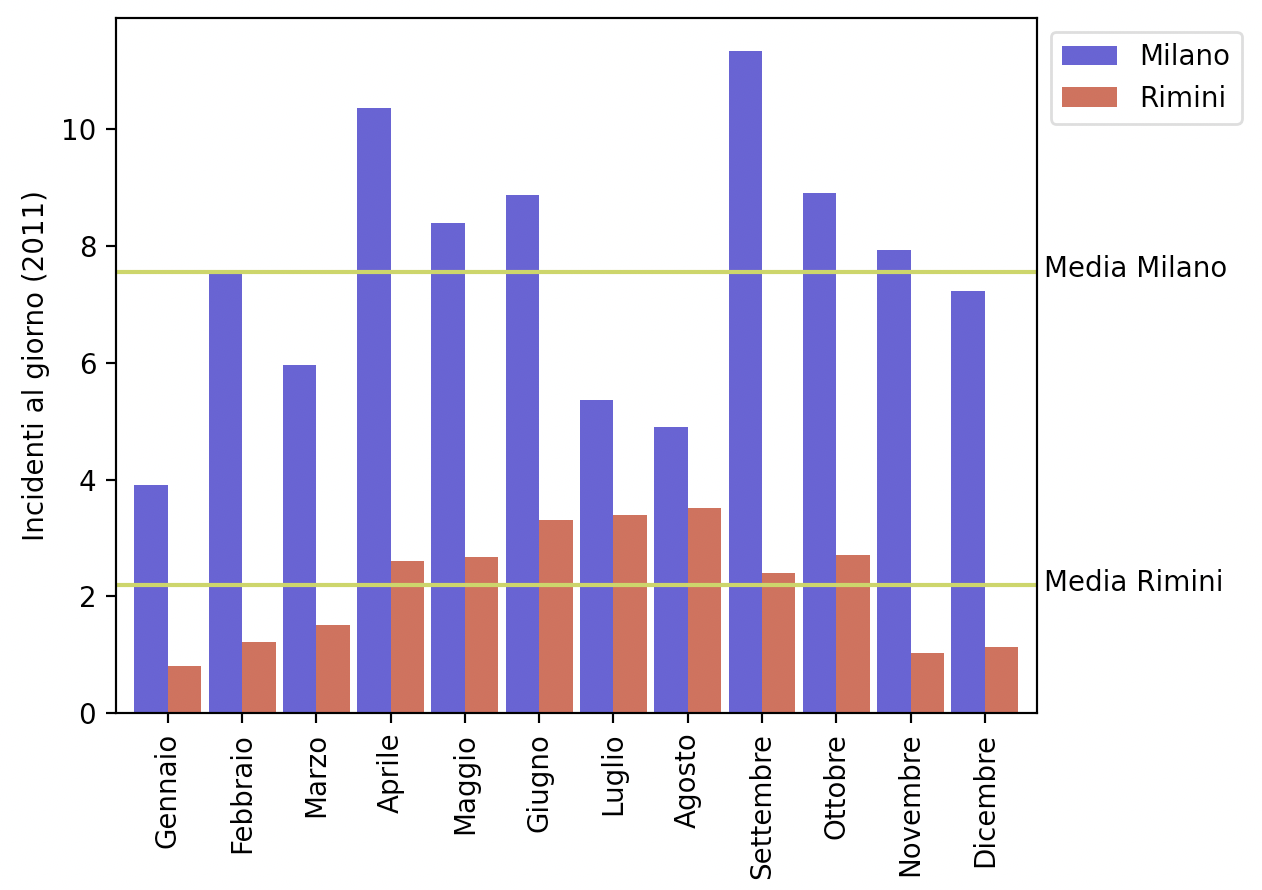 Milano
Rimini
Incidenti al giorno (2011)
10
8
6
4
2
0
Media Milano
Media Rimini
Gennaio
Febbraio
Marzo
Aprile
Maggio
Giugno
Luglio
Agosto
Settembre
Ottobre
Novembre
Dicembre